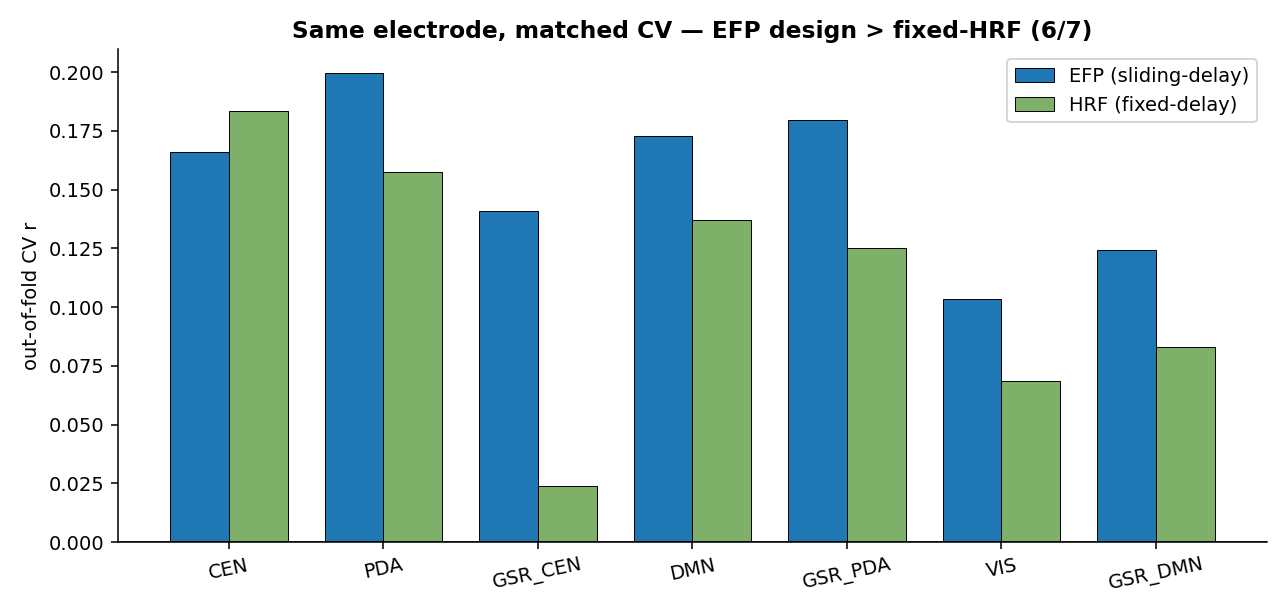 Same electrode, matched CV — EFP design > fixed-HRF (6/7)
EFP (sliding-delay)
HRF (fixed-delay)
out-of-fold CV r
0.200
0.175
0.150
0.125
0.100
0.075
0.050
0.025
0.000
CEN
PDA
GSR_CEN
DMN
GSR_PDA
VIS
GSR_DMN